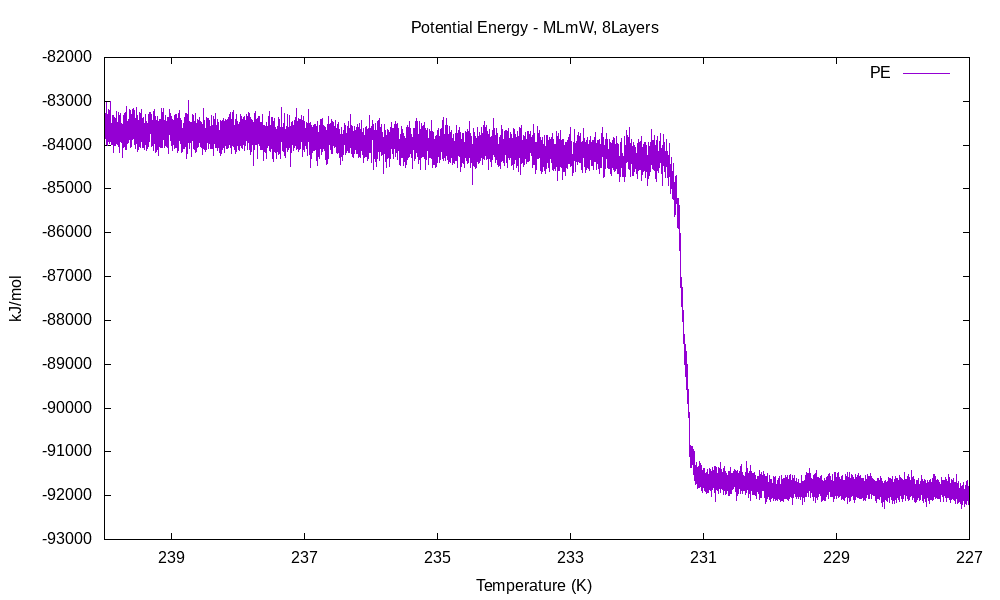 Potential Energy - MLmW, 8Layers
PE
-82000
-83000
-84000
-85000
-86000
-87000
-88000
-89000
-90000
-91000
-92000
-93000
kJ/mol
239 237 235 233 231 229 227
Temperature (K)